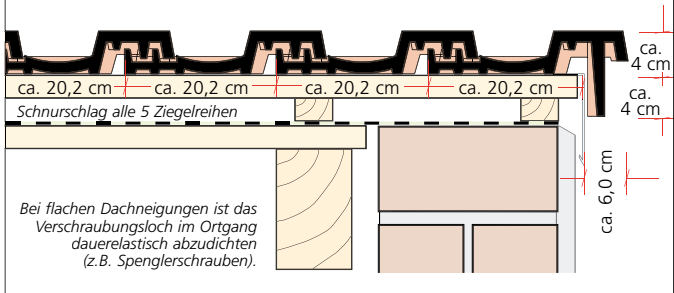 ca.
4 cm
ca. 20,2 cm ca. 20,2 cm ca. 20,2 cm ca. 20,2 cm
ca.
4 cm
Schnurschlag alle 5 Ziegelreihen
ca. 6,0 cm
Bei flachen Dachneigungen ist das
Verschraubungsloch im Ortgang
dauerelastisch abzudichten
(z.B. Spenglerschrauben).